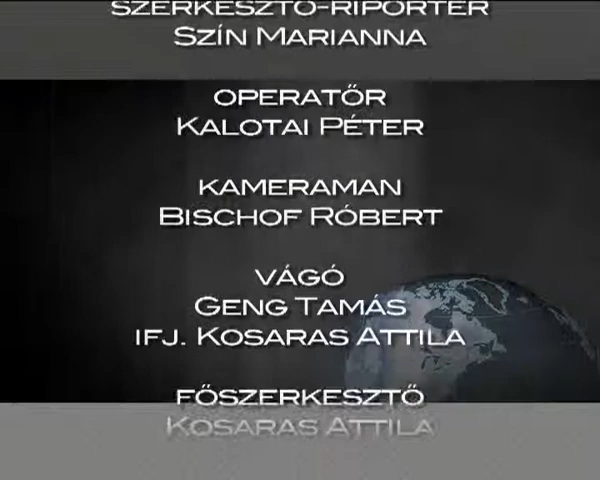 SZERKESZTŐ-RIPORTER
SZÍN MARIANNA
OPERATŐR
KALOTAI PÉTER
KAMERAMAN
BISCHOF RÓBERT
VÁGÓ
GENG TAMÁS
IFJ. KOSARAS ATTILA
FŐSZERKESZTŐ
KOSARAS ATTILA